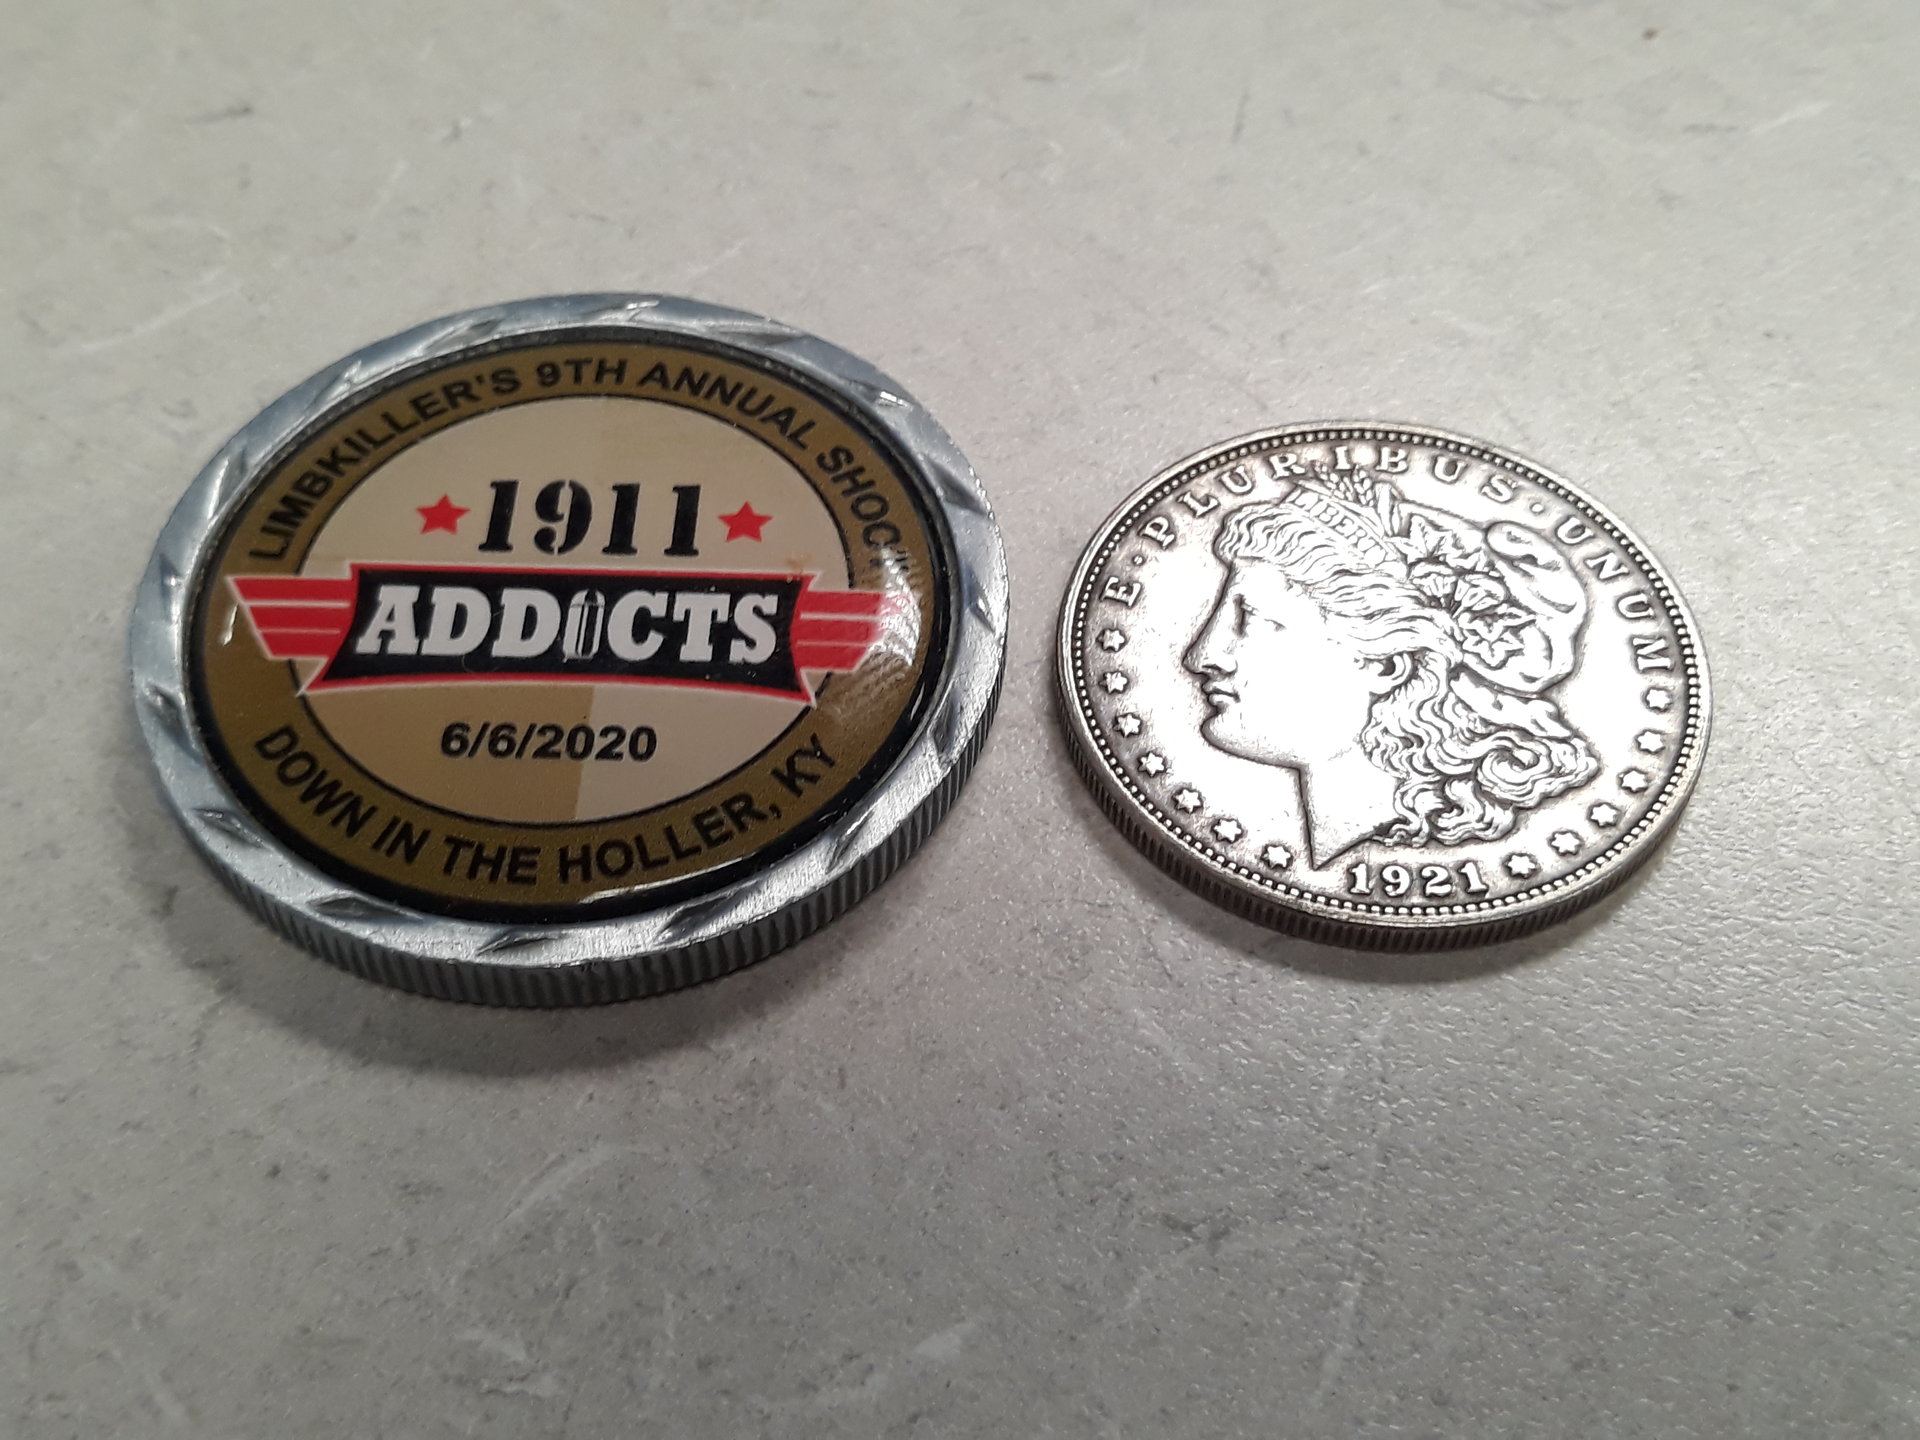 LIMBKILLER'S 9TH ANNUAL SHOOT
1911
ADDICTS
6/6/2020
DOWN IN THE HOLLER, KY
E·PLURIBUS·UNUM
LIBERTY
1921